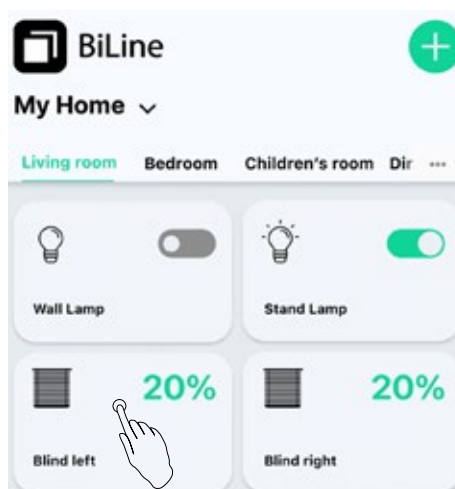 BiLine
My Home
Living room Bedroom Children's room Dir ...
Wall Lamp Stand Lamp
20% 20%
Blind left Blind right